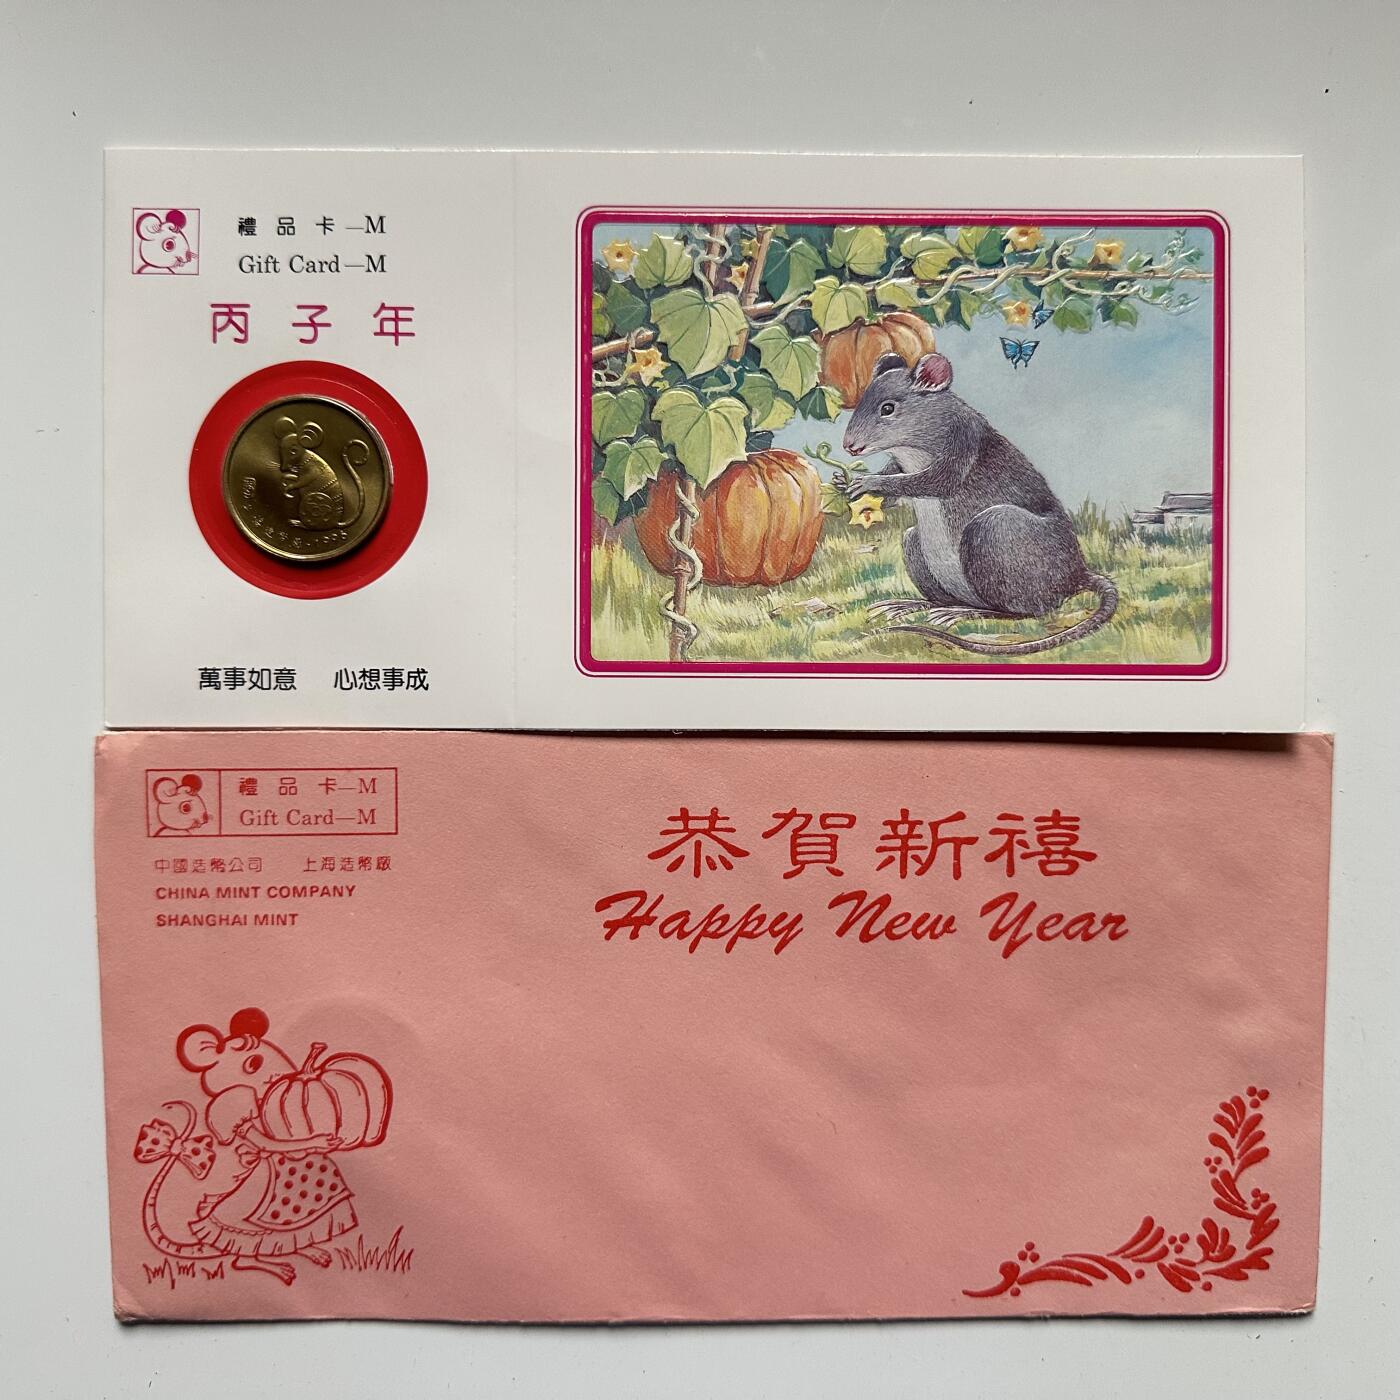 禮品卡—M
Gift Card—M
丙子年
1996
萬事如意 心想事成
禮品卡—M
Gift Card—M
中國造幣公司 上海造幣廠
CHINA MINT COMPANY
SHANGHAI MINT
恭賀新禧
Happy New Year